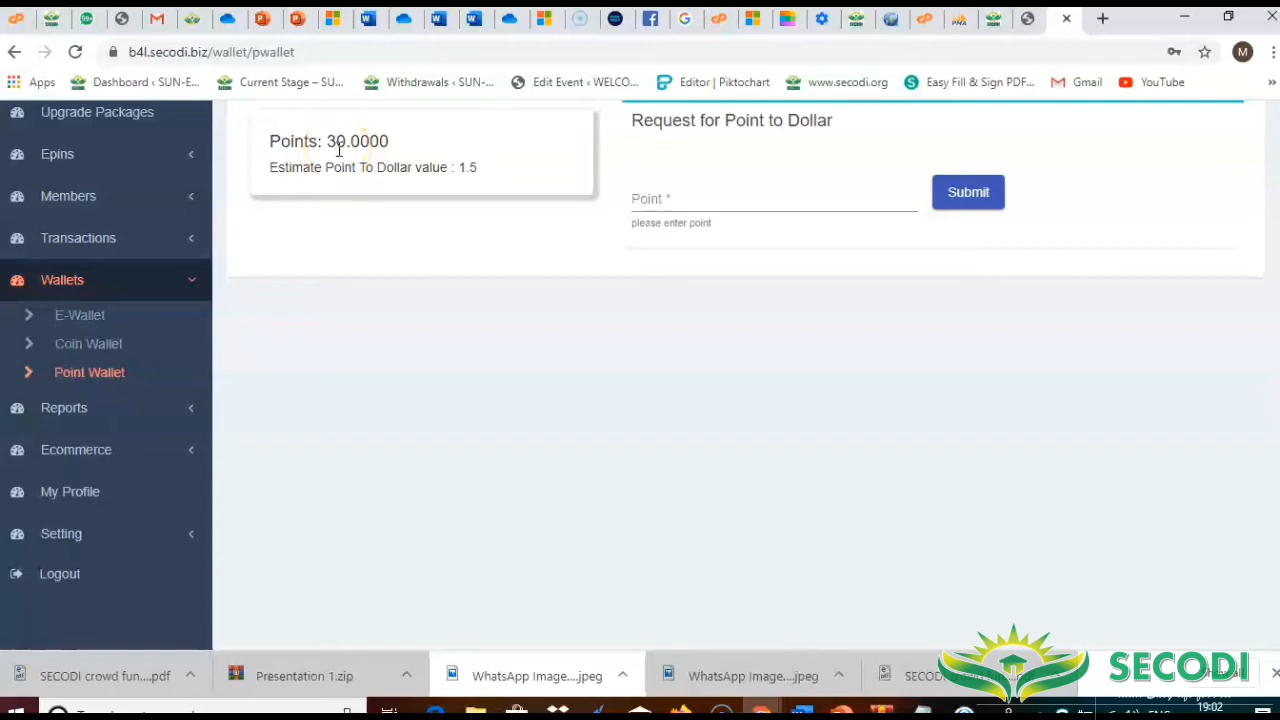 b4l.secodi.biz/wallet/pwallet
M
Apps
Dashboard ‹ SUN-E...
Current Stage – SU...
Withdrawals ‹ SUN-...
Edit Event ‹ WELCO...
Editor | Piktochart
www.secodi.org
Easy Fill & Sign PDF...
Gmail
YouTube
»
Upgrade Packages
Epins
Members
Transactions
Wallets
E-Wallet
Coin Wallet
Point Wallet
Reports
Ecommerce
My Profile
Setting
Logout
Points: 30.0000
Estimate Point To Dollar value : 1.5
Request for Point to Dollar
Point *
please enter point
Submit
SECODI crowd fun....pdf
Presentation 1.zip
WhatsApp Image....jpeg
WhatsApp Image....jpeg
SECODI
ENG
19:02